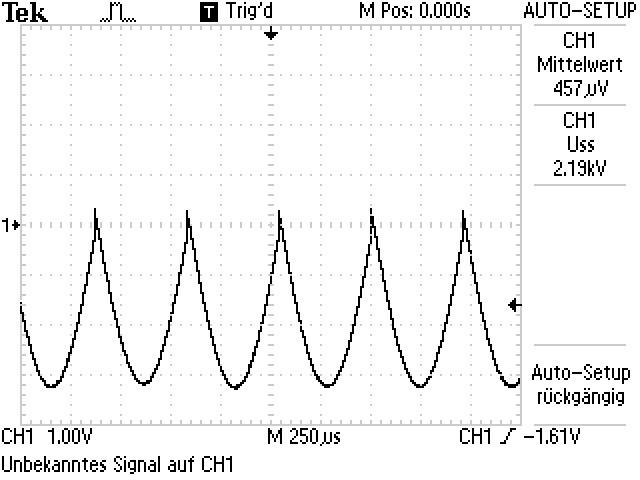 Tek T Trig'd M Pos: 0.000s AUTO-SETUP
CH1
Mittelwert
457µV
CH1
Uss
2.19kV
1
Auto-Setup
rückgängig
CH1 1.00V M 250µs CH1 -1.61V
Unbekanntes Signal auf CH1